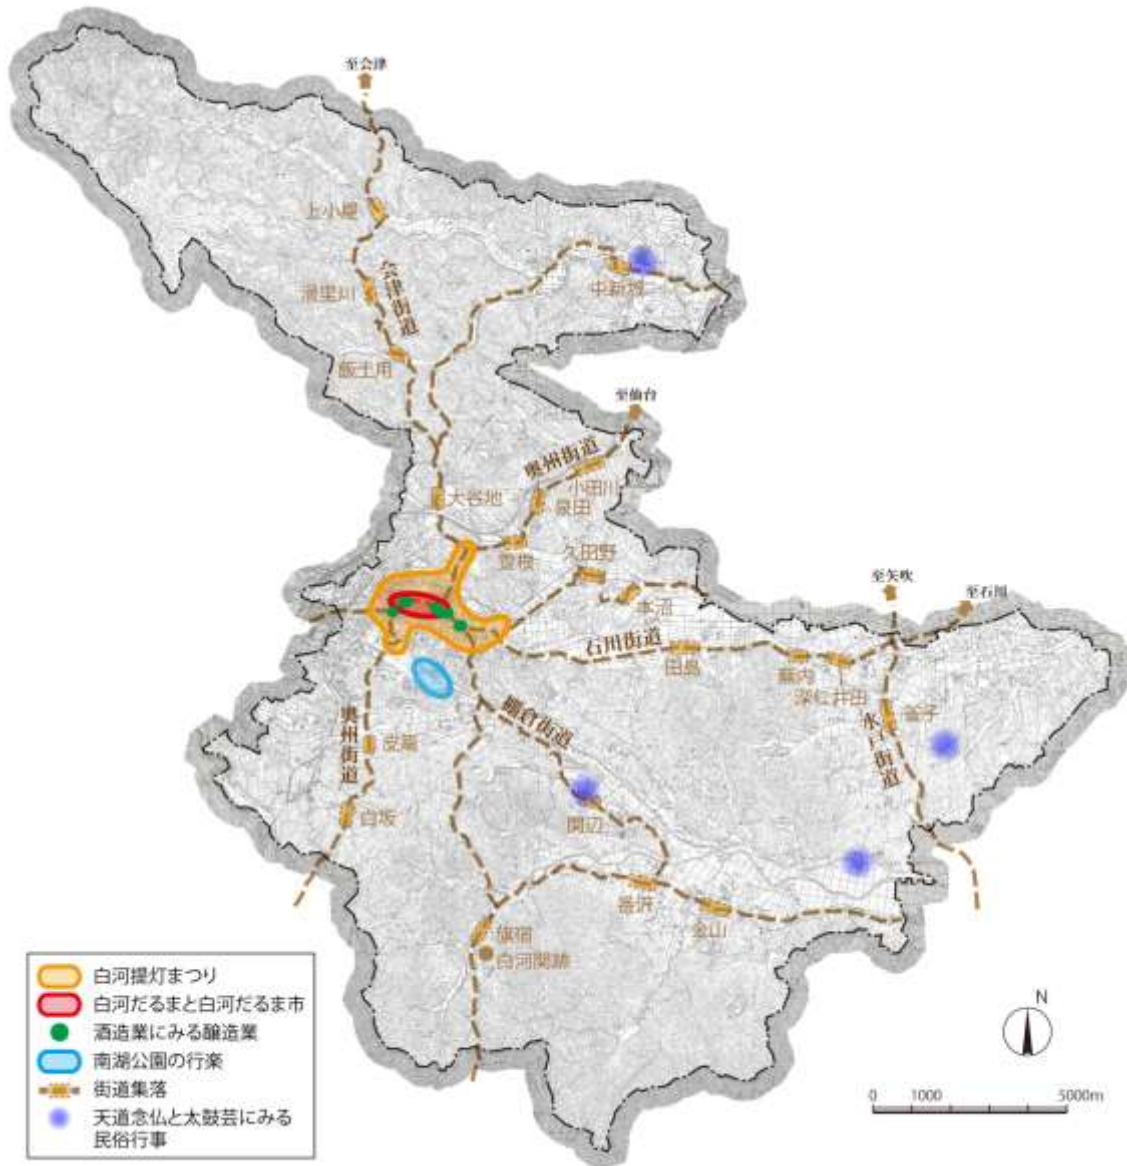 至会津
上小屋
会津街道
滑里川
中新城
飯土用
至仙台
奥州街道
小田川
大谷地
泉田
萱根
久田野
本沼
至矢吹
至石川
石川街道
田島
蕪内
深仁井田
釜子
水戸街道
棚倉街道
奥州街道
皮籠
白坂
関辺
番沢
金山
旗宿
白河関跡
白河提灯まつり
白河だるまと白河だるま市
酒造業にみる醸造業
南湖公園の行楽
街道集落
天道念仏と太鼓芸にみる
民俗行事
N
0 1000 5000m